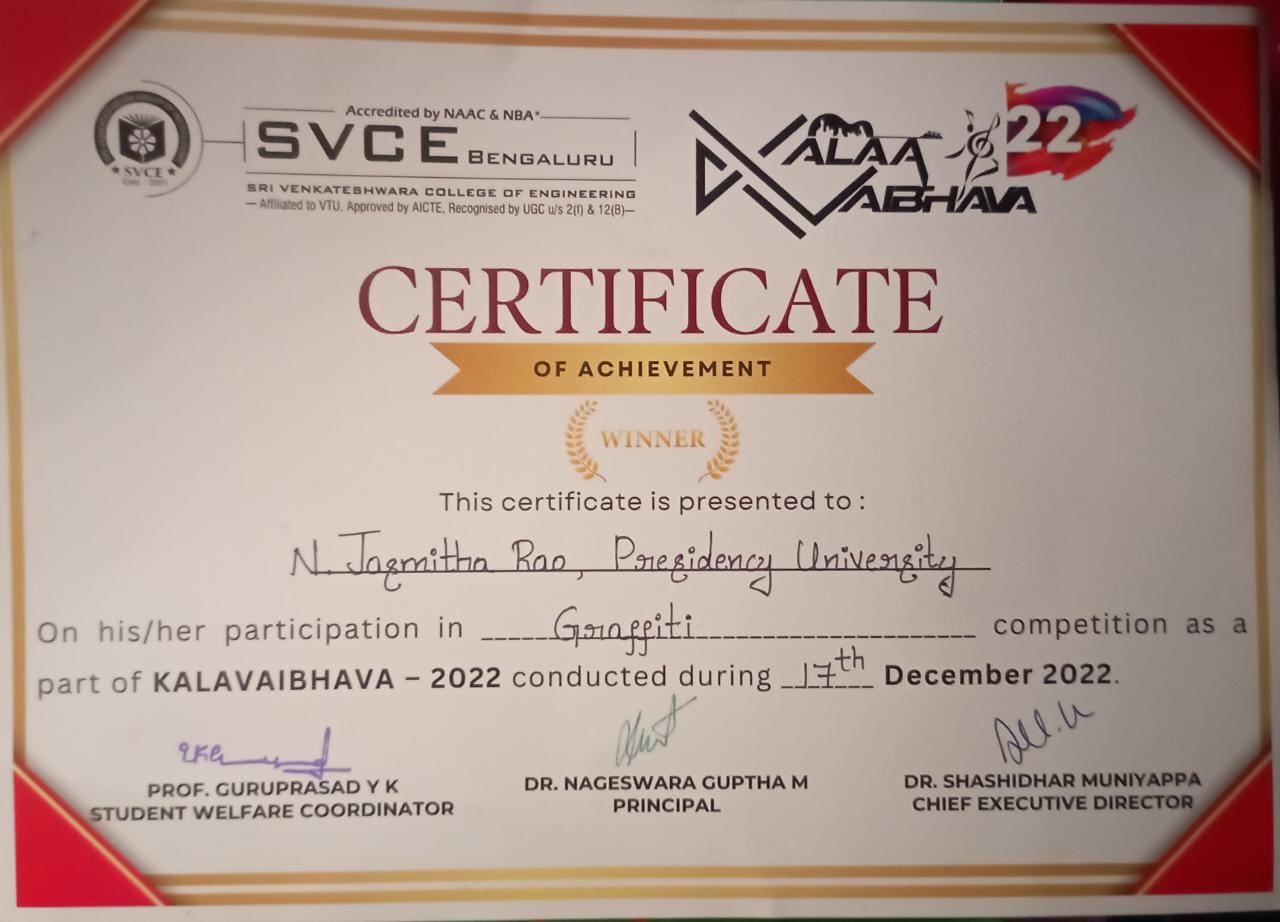 Accredited by NAAC & NBA*
SVCE BENGALURU
SRI VENKATESHWARA COLLEGE OF ENGINEERING
Affiliated to VTU, Approved by AICTE, Recognised by UGC u/s 2(f) & 12(B)
SVCE
KALAA
VAIBHAVA
22
CERTIFICATE
OF ACHIEVEMENT
WINNER
This certificate is presented to :
N. Jasmitha Rao, Presidency University
On his/her participation in Graffiti competition as a
part of KALAVAIBHAVA – 2022 conducted during 17th December 2022.
PROF. GURUPRASAD Y K
STUDENT WELFARE COORDINATOR
DR. NAGESWARA GUPTHA M
PRINCIPAL
DR. SHASHIDHAR MUNIYAPPA
CHIEF EXECUTIVE DIRECTOR